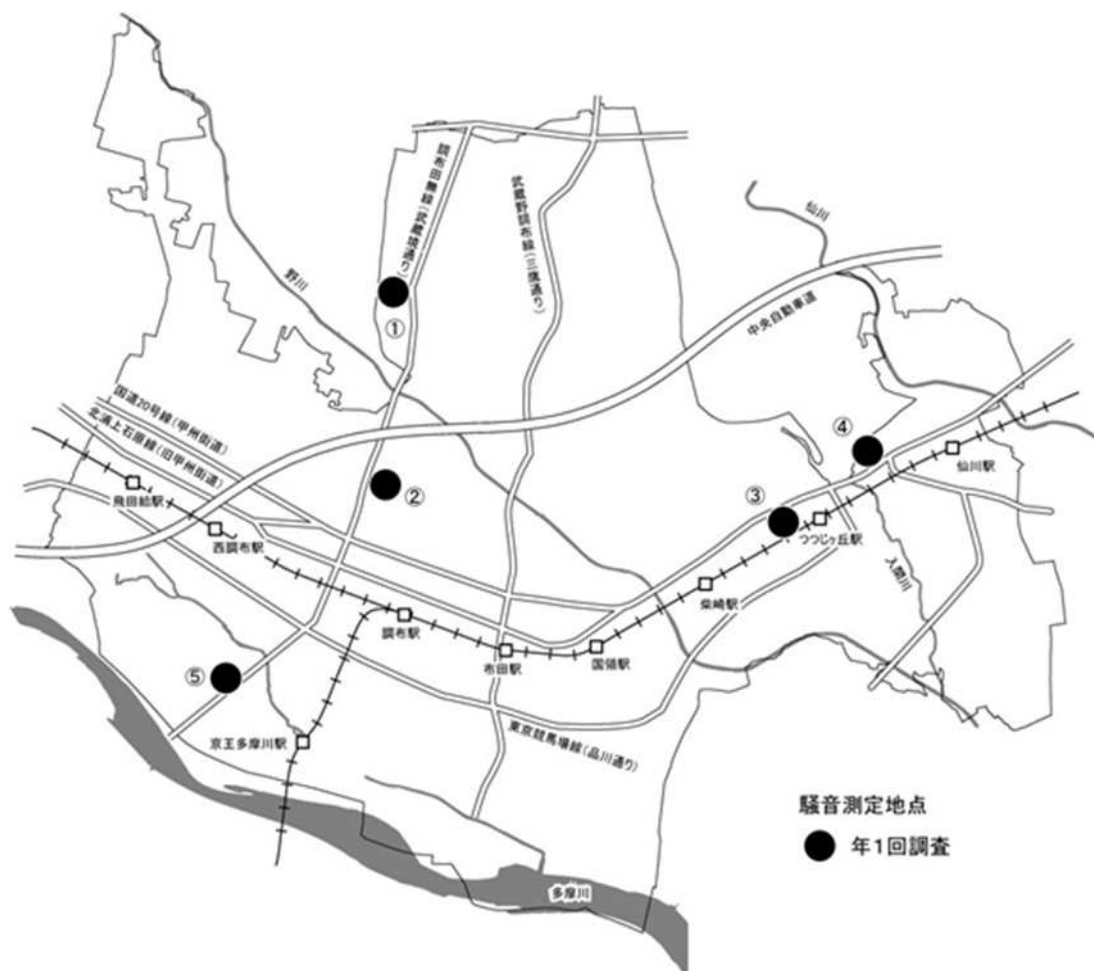 調布田無線(武蔵境通り)
武蔵野調布線(三鷹通り)
仙川
野川
中央自動車道
①
国道20号線(甲州街道)
北浦上石原線(旧甲州街道)
④
仙川駅
②
③
飛田給駅
西調布駅
つつじヶ丘駅
入間川
柴崎駅
調布駅
布田駅
国領駅
⑤
京王多摩川駅
東京競馬場線(品川通り)
騒音測定地点
年1回調査
多摩川